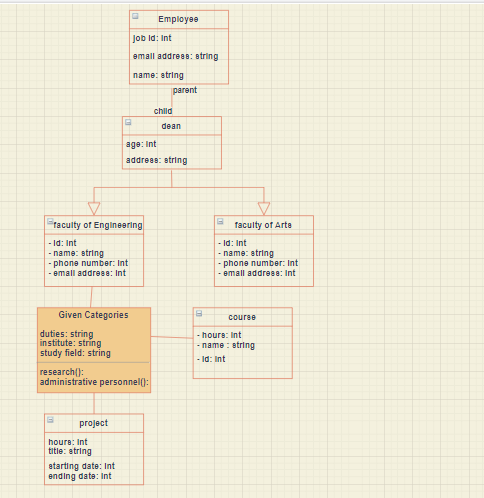 Employee
job id: int
email address: string
name: string
parent
child
dean
age: int
address: string
faculty of Engineering
- id: int
- name: string
- phone number: int
- email address: int
faculty of Arts
- id: int
- name: string
- phone number: int
- email address: int
Given Categories
duties: string
institute: string
study field: string
research():
administrative personnel():
course
- hours: int
- name : string
- id: int
project
hours: int
title: string
starting date: int
ending date: int